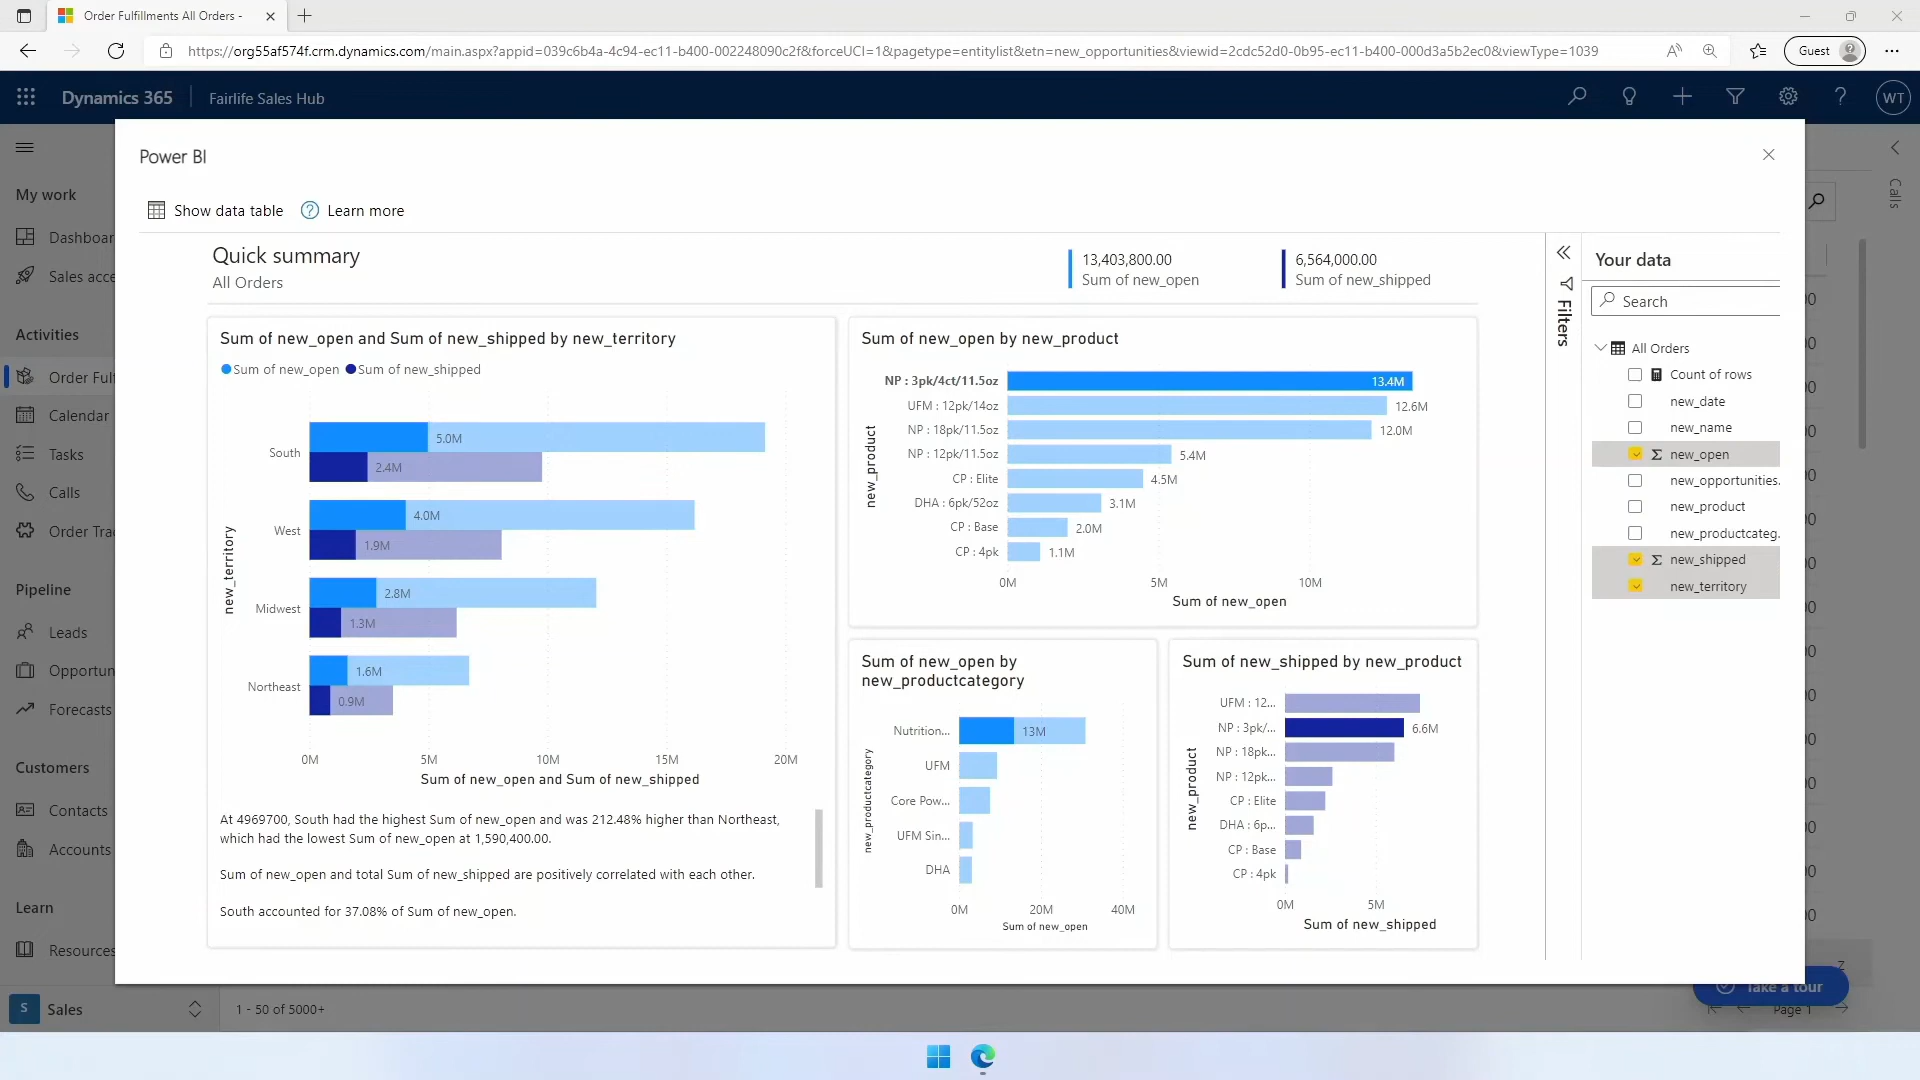 Order Fulfillments All Orders -
https://org55af574f.crm.dynamics.com/main.aspx?appid=039c6b4a-4c94-ec11-b400-002248090c2f&forceUCI=1&pagetype=entitylist&etn=new_opportunities&viewid=2cdc52d0-0b95-ec11-b400-000d3a5b2ec0&viewType=1039
Guest
Dynamics 365
Fairlife Sales Hub
WT
My work
Dashboar
Sales acce
Activities
Order Fulf
Calendar
Tasks
Calls
Order Trac
Pipeline
Leads
Opportun
Forecasts
Customers
Contacts
Accounts
Learn
Resources
S
Sales
1 - 50 of 5000+
Power BI
Show data table
Learn more
Quick summary
All Orders
13,403,800.00
Sum of new_open
6,564,000.00
Sum of new_shipped
Sum of new_open and Sum of new_shipped by new_territory
Sum of new_open
Sum of new_shipped
new_territory
South
5.0M
2.4M
West
4.0M
1.9M
Midwest
2.8M
1.3M
Northeast
1.6M
0.9M
0M
5M
10M
15M
20M
Sum of new_open and Sum of new_shipped
At 4969700, South had the highest Sum of new_open and was 212.48% higher than Northeast,
which had the lowest Sum of new_open at 1,590,400.00.
Sum of new_open and total Sum of new_shipped are positively correlated with each other.
South accounted for 37.08% of Sum of new_open.
Sum of new_open by new_product
new_product
NP : 3pk/4ct/11.5oz
13.4M
UFM : 12pk/14oz
12.6M
NP : 18pk/11.5oz
12.0M
NP : 12pk/11.5oz
5.4M
CP : Elite
4.5M
DHA : 6pk/52oz
3.1M
CP : Base
2.0M
CP : 4pk
1.1M
0M
5M
10M
Sum of new_open
Sum of new_open by
new_productcategory
new_productcategory
Nutrition...
13M
UFM
Core Pow...
UFM Sin...
DHA
0M
20M
40M
Sum of new_open
Sum of new_shipped by new_product
new_product
UFM : 12...
NP : 3pk/...
6.6M
NP : 18pk...
NP : 12pk...
CP : Elite
DHA : 6p...
CP : Base
CP : 4pk
0M
5M
Sum of new_shipped
Filters
Your data
Search
All Orders
Count of rows
new_date
new_name
new_open
new_opportunities.
new_product
new_productcateg.
new_shipped
new_territory
Calls
Take a tour
Page 1